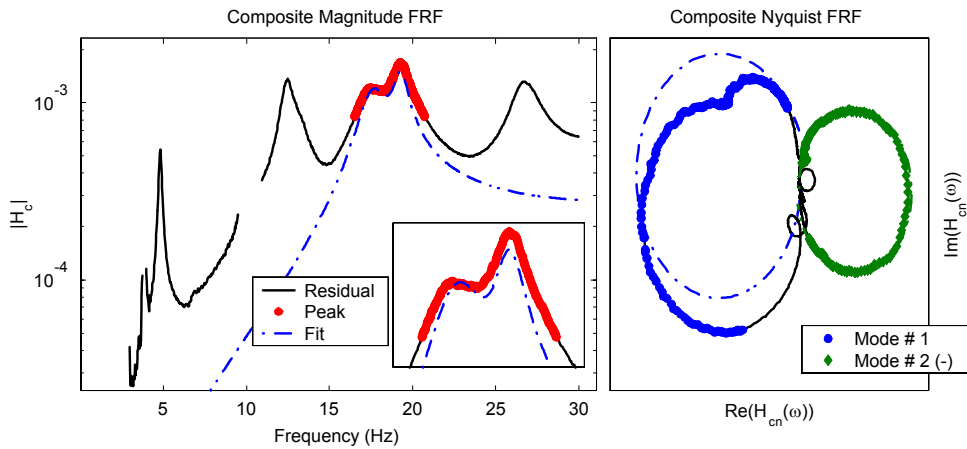 Composite Magnitude FRF
|H_c|
10^-3
10^-4
Residual
Peak
Fit
5 10 15 20 25 30
Frequency (Hz)
Composite Nyquist FRF
Im(H_cn(ω))
Mode # 1
Mode # 2 (-)
Re(H_cn(ω))